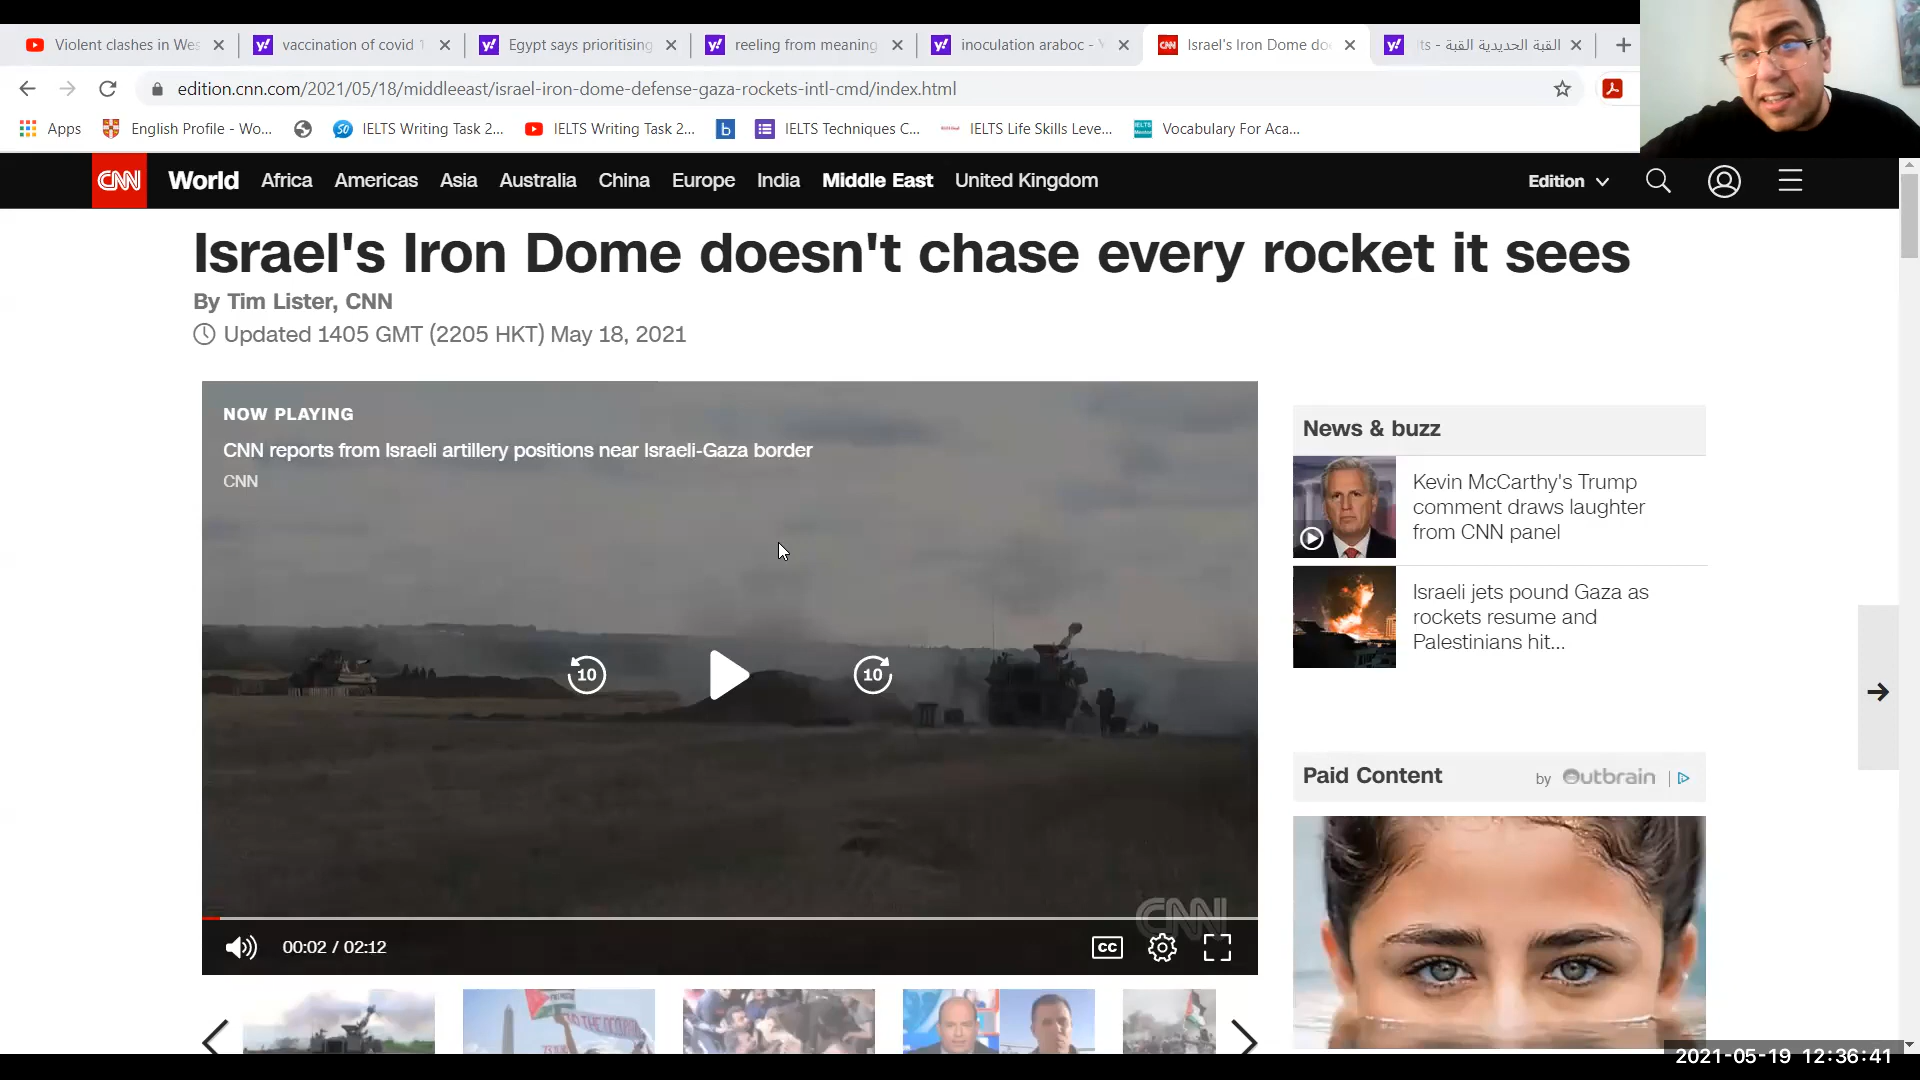 Violent clashes in Wes
vaccination of covid 1
Egypt says prioritising
reeling from meaning
inoculation araboc - Y
Israel's Iron Dome doe
القبة الحديدية القبة - lts
edition.cnn.com/2021/05/18/middleeast/israel-iron-dome-defense-gaza-rockets-intl-cmd/index.html
Apps
English Profile - Wo...
IELTS Writing Task 2...
IELTS Writing Task 2...
IELTS Techniques C...
IELTS Life Skills Leve...
Vocabulary For Aca...
CNN
World
Africa
Americas
Asia
Australia
China
Europe
India
Middle East
United Kingdom
Edition
Israel's Iron Dome doesn't chase every rocket it sees
By Tim Lister, CNN
Updated 1405 GMT (2205 HKT) May 18, 2021
NOW PLAYING
CNN reports from Israeli artillery positions near Israeli-Gaza border
CNN
10
10
CNN
00:02 / 02:12
CC
News & buzz
Kevin McCarthy's Trump
comment draws laughter
from CNN panel
Israeli jets pound Gaza as
rockets resume and
Palestinians hit...
Paid Content
by Outbrain
2021-05-19 12:36:41